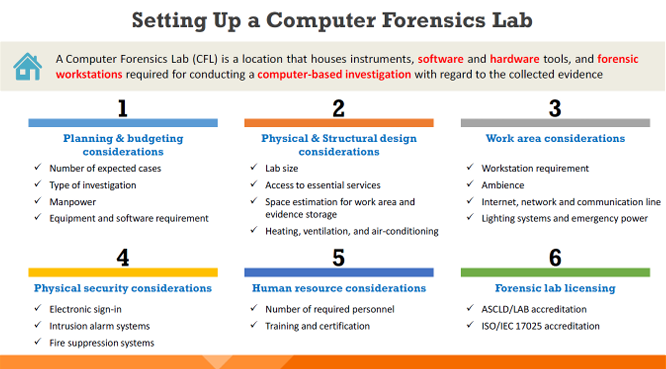 Setting Up a Computer Forensics Lab
A Computer Forensics Lab (CFL) is a location that houses instruments, software and hardware tools, and forensic
workstations required for conducting a computer-based investigation with regard to the collected evidence
1
Planning & budgeting
considerations
✓ Number of expected cases
✓ Type of investigation
✓ Manpower
✓ Equipment and software requirement
2
Physical & Structural design
considerations
✓ Lab size
✓ Access to essential services
✓ Space estimation for work area and
evidence storage
✓ Heating, ventilation, and air-conditioning
3
Work area considerations
✓ Workstation requirement
✓ Ambience
✓ Internet, network and communication line
✓ Lighting systems and emergency power
4
Physical security considerations
✓ Electronic sign-in
✓ Intrusion alarm systems
✓ Fire suppression systems
5
Human resource considerations
✓ Number of required personnel
✓ Training and certification
6
Forensic lab licensing
✓ ASCLD/LAB accreditation
✓ ISO/IEC 17025 accreditation